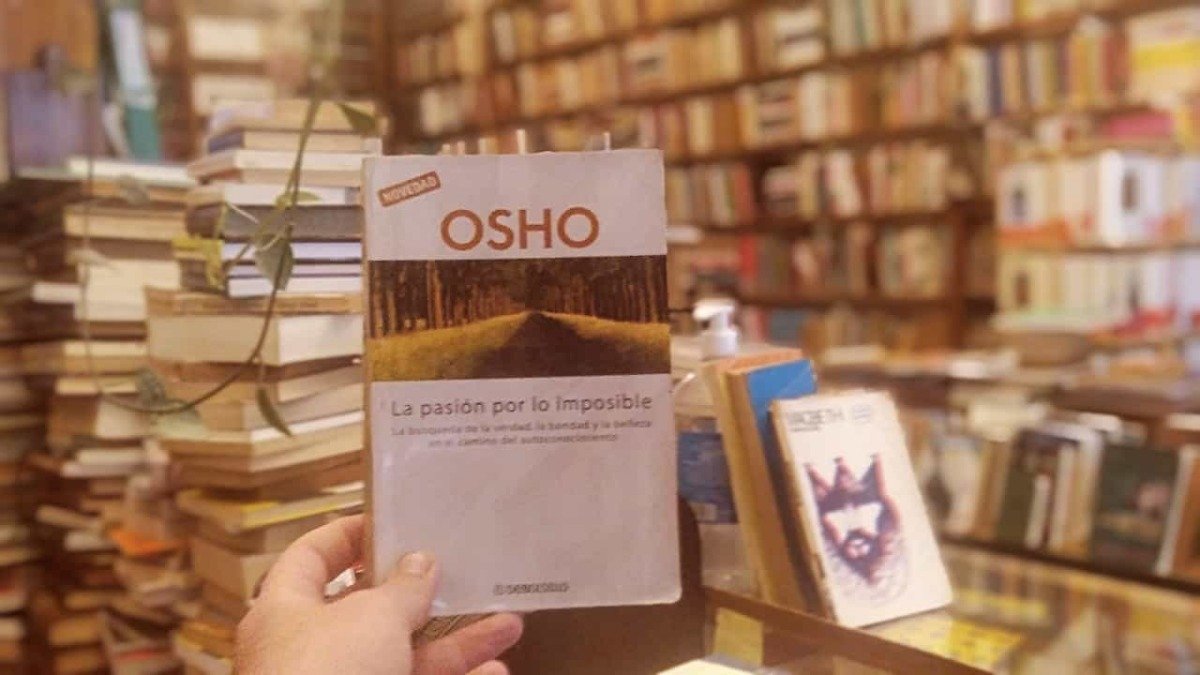 NOVEDAD
OSHO
La pasión por lo Imposible
La búsqueda de la verdad, la bondad y la belleza
en el camino del autoconocimiento
MACBETH